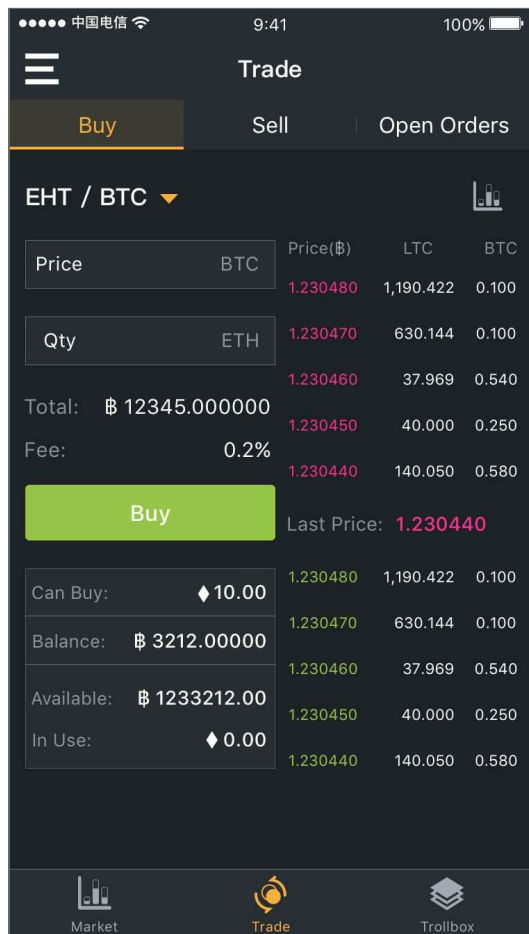 中国电信 9:41 100%
Trade
Buy Sell Open Orders
EHT / BTC
Price BTC
Qty ETH
Total: ฿ 12345.000000
Fee: 0.2%
Buy
Can Buy: ♦10.00
Balance: ฿ 3212.00000
Available: ฿ 1233212.00
In Use: ♦ 0.00
Price(฿) LTC BTC
1.230480 1,190.422 0.100
1.230470 630.144 0.100
1.230460 37.969 0.540
1.230450 40.000 0.250
1.230440 140.050 0.580
Last Price: 1.230440
1.230480 1,190.422 0.100
1.230470 630.144 0.100
1.230460 37.969 0.540
1.230450 40.000 0.250
1.230440 140.050 0.580
Market Trade Trollbox